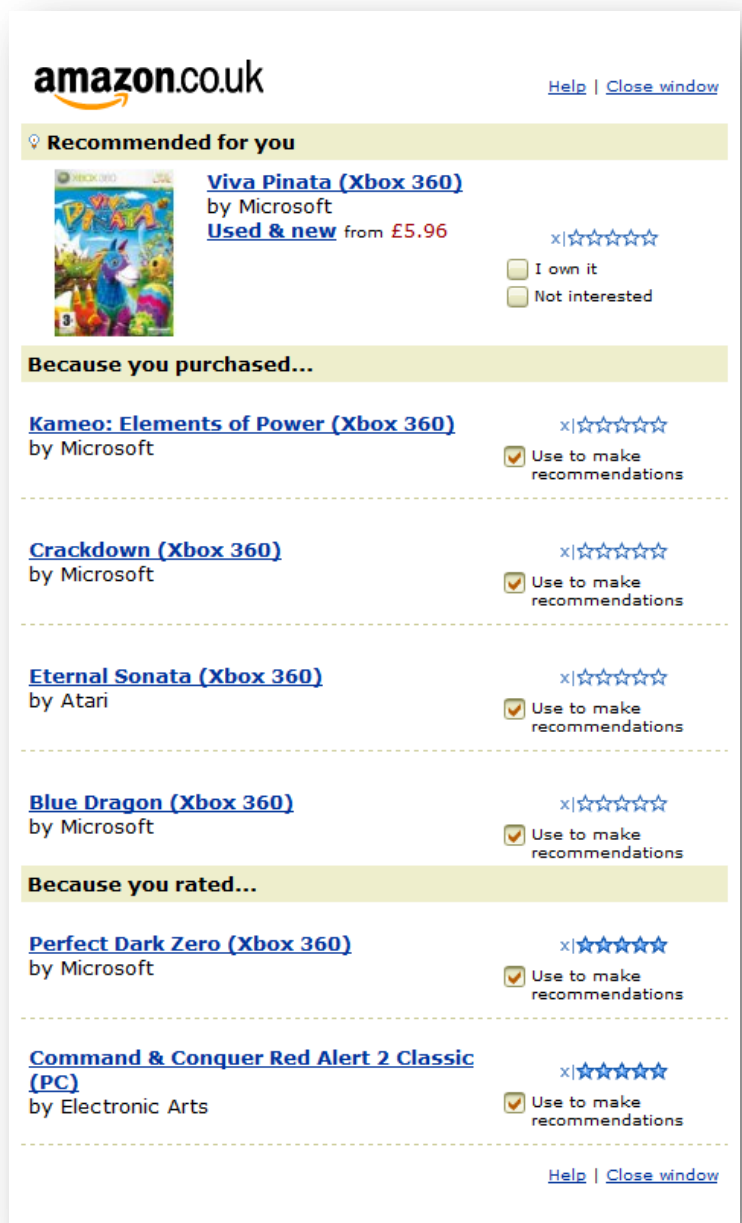 amazon.co.uk
Help | Close window
Recommended for you
XBOX 360
LIVE
VIVA PIÑATA
3+
Viva Pinata (Xbox 360)
by Microsoft
Used & new from £5.96
x|
I own it
Not interested
Because you purchased...
Kameo: Elements of Power (Xbox 360)
by Microsoft
x|
Use to make
recommendations
Crackdown (Xbox 360)
by Microsoft
x|
Use to make
recommendations
Eternal Sonata (Xbox 360)
by Atari
x|
Use to make
recommendations
Blue Dragon (Xbox 360)
by Microsoft
x|
Use to make
recommendations
Because you rated...
Perfect Dark Zero (Xbox 360)
by Microsoft
x|
Use to make
recommendations
Command & Conquer Red Alert 2 Classic
(PC)
by Electronic Arts
x|
Use to make
recommendations
Help | Close window